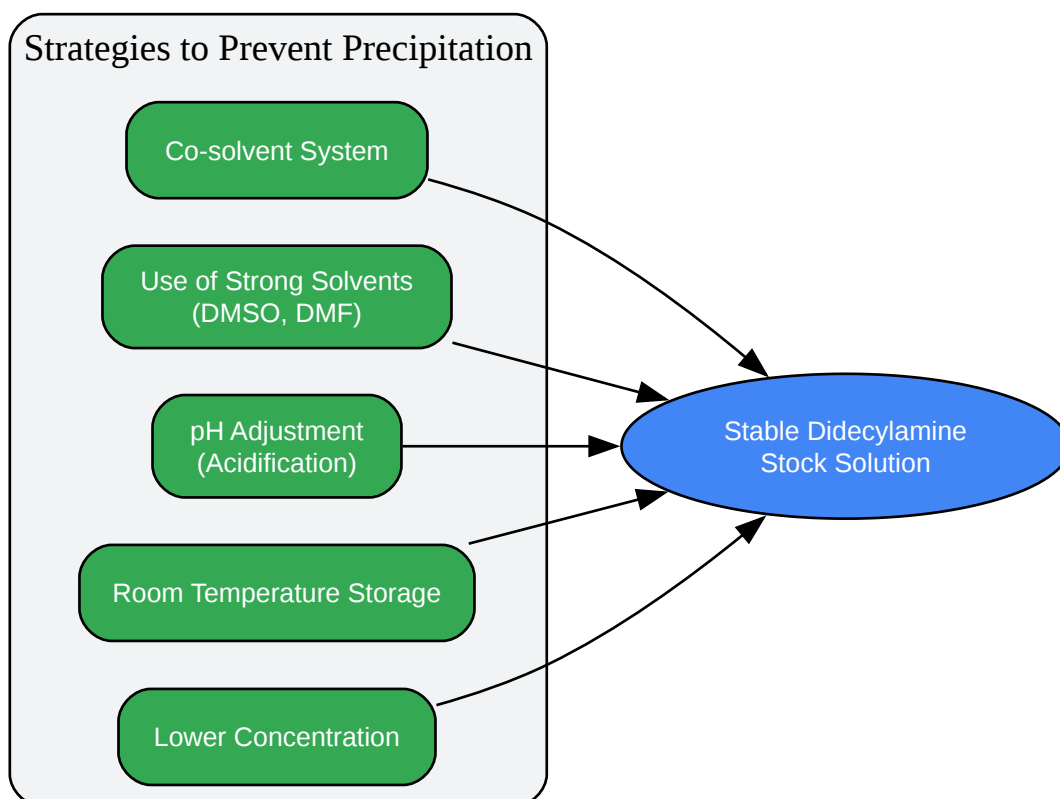 Strategies to Prevent Precipitation
Co-solvent System
Use of Strong Solvents
(DMSO, DMF)
pH Adjustment
(Acidification)
Room Temperature Storage
Lower Concentration
Stable Didecylamine
Stock Solution